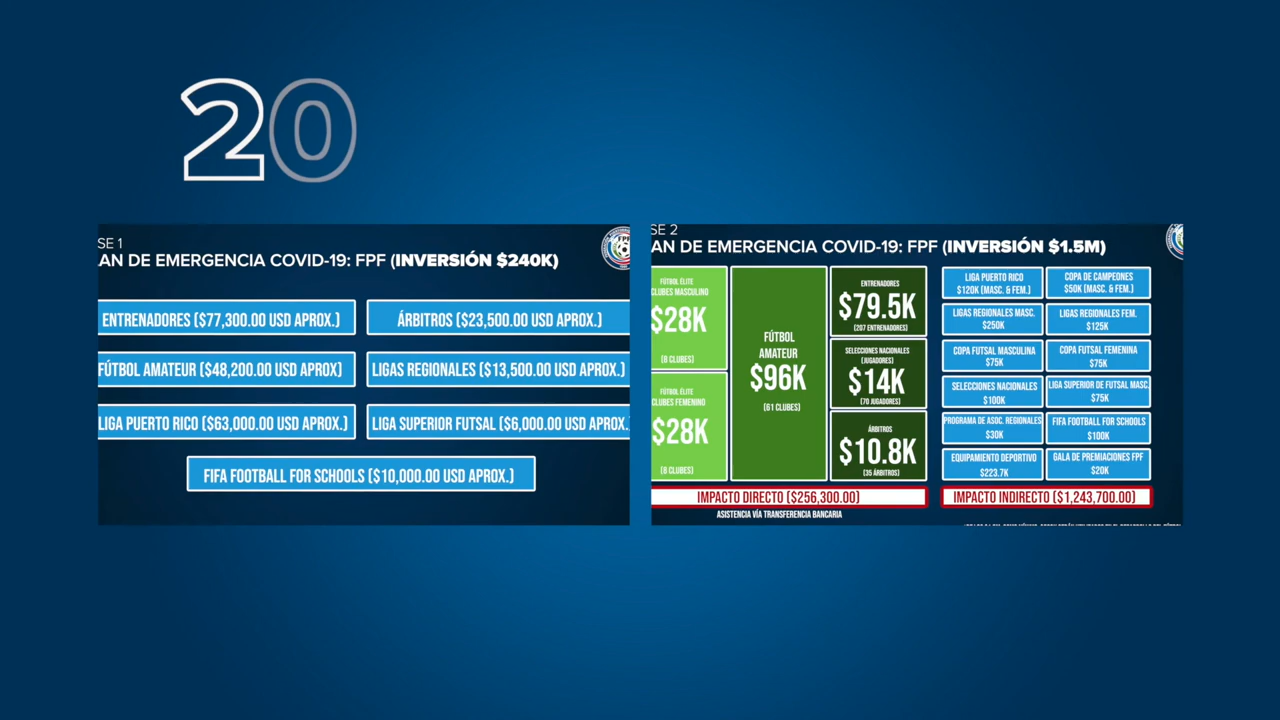 20
SE 1
AN DE EMERGENCIA COVID-19: FPF (INVERSIÓN $240K)
ENTRENADORES ($77,300.00 USD APROX.)
ÁRBITROS ($23,500.00 USD APROX.)
FÚTBOL AMATEUR ($48,200.00 USD APROX)
LIGAS REGIONALES ($13,500.00 USD APROX.)
LIGA PUERTO RICO ($63,000.00 USD APROX.)
LIGA SUPERIOR FUTSAL ($6,000.00 USD APROX.)
FIFA FOOTBALL FOR SCHOOLS ($10,000.00 USD APROX.)
SE 2
AN DE EMERGENCIA COVID-19: FPF (INVERSIÓN $1.5M)
FÚTBOL ÉLITE
CLUBES MASCULINO
$28K
(8 CLUBES)
FÚTBOL ÉLITE
CLUBES FEMENINO
$28K
(8 CLUBES)
FÚTBOL
AMATEUR
$96K
(61 CLUBES)
ENTRENADORES
$79.5K
(207 ENTRENADORES)
SELECCIONES NACIONALES
(JUGADORES)
$14K
(70 JUGADORES)
ÁRBITROS
$10.8K
(35 ÁRBITROS)
IMPACTO DIRECTO ($256,300.00)
ASISTENCIA VÍA TRANSFERENCIA BANCARIA
LIGA PUERTO RICO
$120K (MASC. & FEM.)
COPA DE CAMPEONES
$50K (MASC. & FEM.)
LIGAS REGIONALES MASC.
$250K
LIGAS REGIONALES FEM.
$125K
COPA FUTSAL MASCULINA
$75K
COPA FUTSAL FEMENINA
$75K
SELECCIONES NACIONALES
$100K
LIGA SUPERIOR DE FUTSAL MASC.
$75K
PROGRAMA DE ASOC. REGIONALES
$30K
FIFA FOOTBALL FOR SCHOOLS
$100K
EQUIPAMIENTO DEPORTIVO
$223.7K
GALA DE PREMIACIONES FPF
$20K
IMPACTO INDIRECTO ($1,243,700.00)